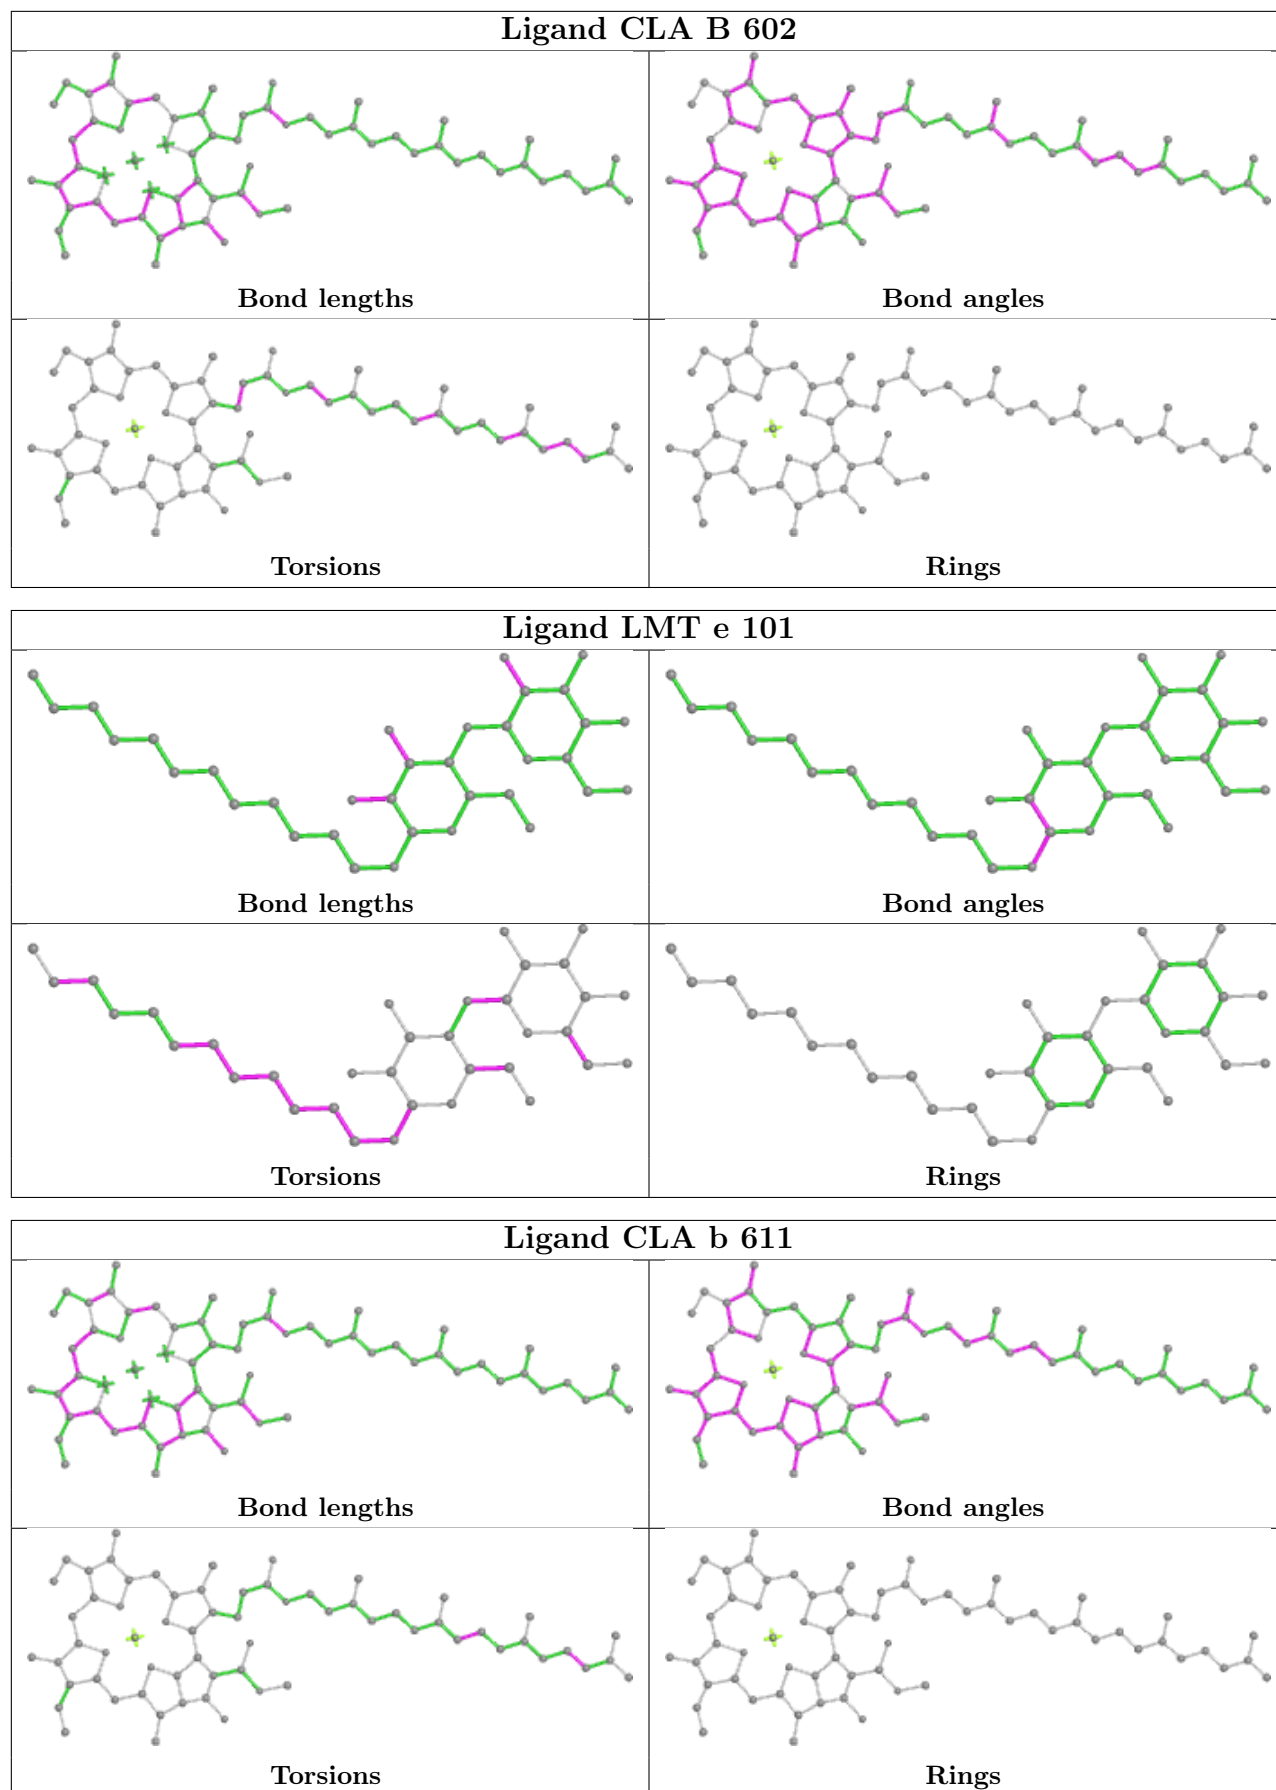 Ligand CLA B 602
Bond lengths
Bond angles
Torsions
Rings
Ligand LMT e 101
Bond lengths
Bond angles
Torsions
Rings
Ligand CLA b 611
Bond lengths
Bond angles
Torsions
Rings